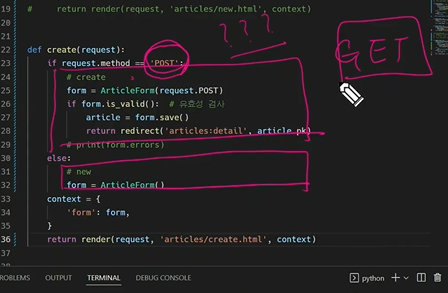 19 # return render(request, 'articles/new.html', context)
20
21
22 def create(request):
23 if request.method == 'POST':
24 # create
25 form = ArticleForm(request.POST)
26 if form.is_valid(): # 유효성 검사
27 article = form.save()
28 return redirect('articles:detail', article.pk)
29 # print(form.errors)
30 else:
31 # new
32 form = ArticleForm()
33 context = {
34 'form': form,
35 }
36 return render(request, 'articles/create.html', context)
???
GET
PROBLEMS OUTPUT TERMINAL DEBUG CONSOLE python